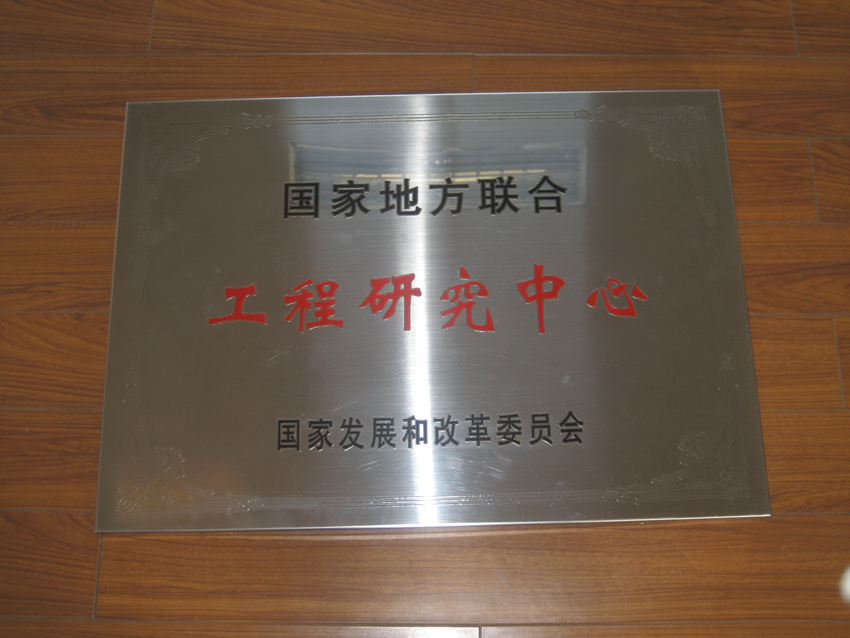 国家地方联合
工程研究中心
国家发展和改革委员会